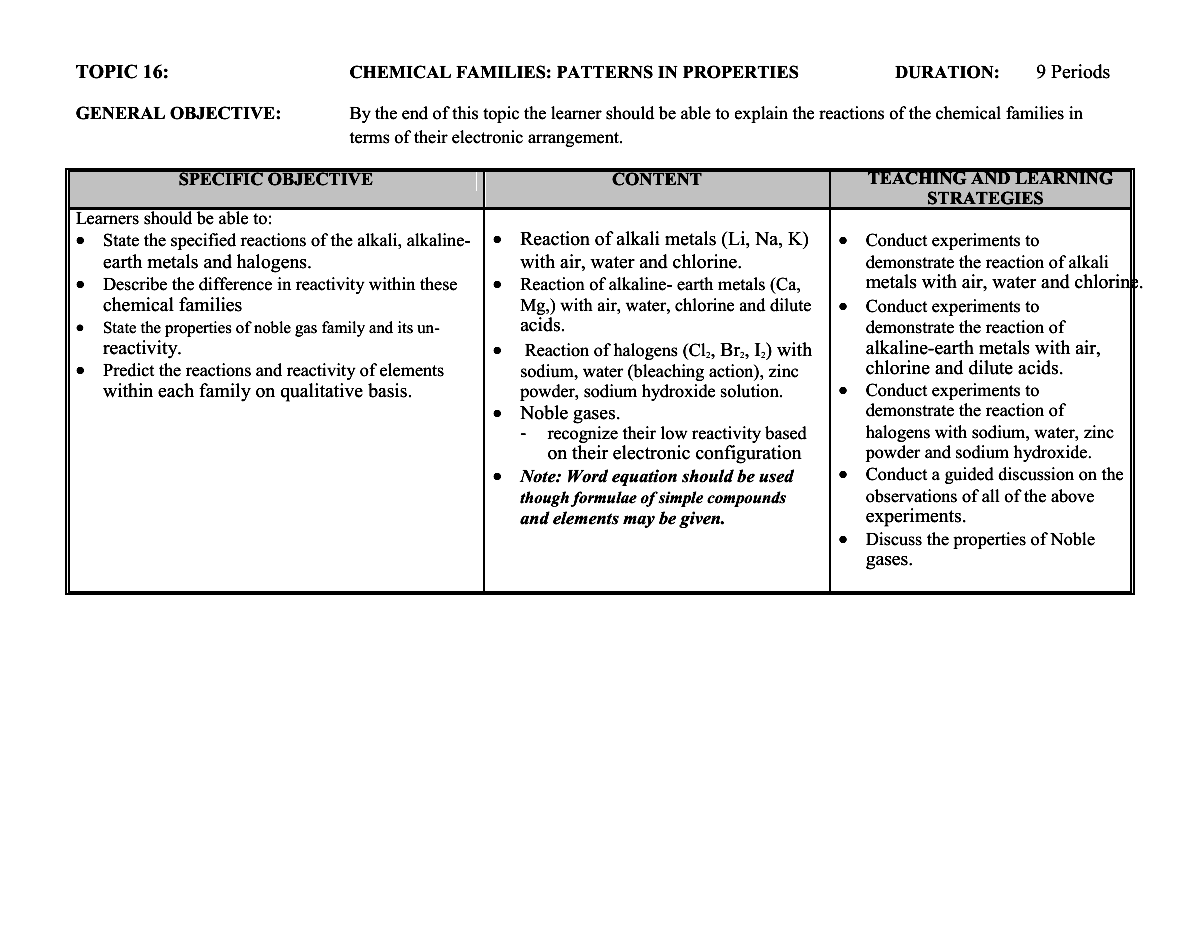 TOPIC 16: CHEMICAL FAMILIES: PATTERNS IN PROPERTIES DURATION: 9 Periods
GENERAL OBJECTIVE: By the end of this topic the learner should be able to explain the reactions of the chemical families in
terms of their electronic arrangement.
SPECIFIC OBJECTIVE
Learners should be able to:
• State the specified reactions of the alkali, alkaline-
earth metals and halogens.
• Describe the difference in reactivity within these
chemical families
• State the properties of noble gas family and its un-
reactivity.
• Predict the reactions and reactivity of elements
within each family on qualitative basis.
CONTENT
• Reaction of alkali metals (Li, Na, K)
with air, water and chlorine.
• Reaction of alkaline- earth metals (Ca,
Mg,) with air, water, chlorine and dilute
acids.
• Reaction of halogens (Cl₂, Br₂, I₂) with
sodium, water (bleaching action), zinc
powder, sodium hydroxide solution.
• Noble gases.
- recognize their low reactivity based
on their electronic configuration
• Note: Word equation should be used
though formulae of simple compounds
and elements may be given.
TEACHING AND LEARNING
STRATEGIES
• Conduct experiments to
demonstrate the reaction of alkali
metals with air, water and chlorine.
• Conduct experiments to
demonstrate the reaction of
alkaline-earth metals with air,
chlorine and dilute acids.
• Conduct experiments to
demonstrate the reaction of
halogens with sodium, water, zinc
powder and sodium hydroxide.
• Conduct a guided discussion on the
observations of all of the above
experiments.
• Discuss the properties of Noble
gases.